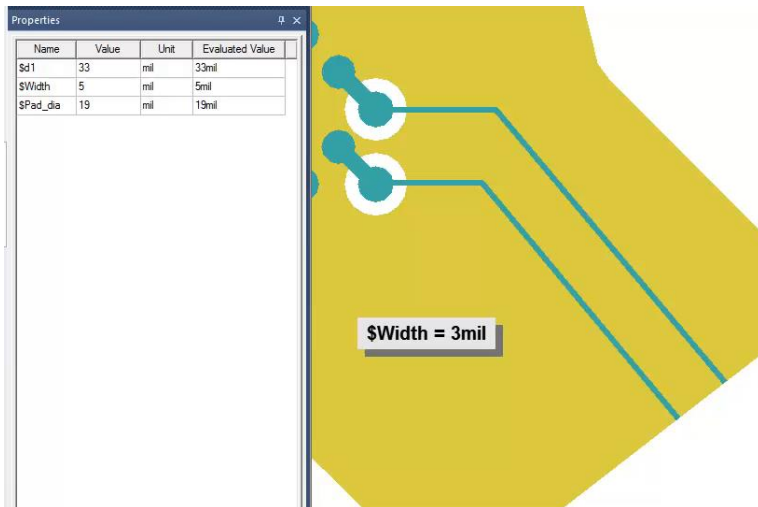 Properties
Name Value Unit Evaluated Value
$d1 33 mil 33mil
$Width 5 mil 5mil
$Pad_dia 19 mil 19mil
$Width = 3mil